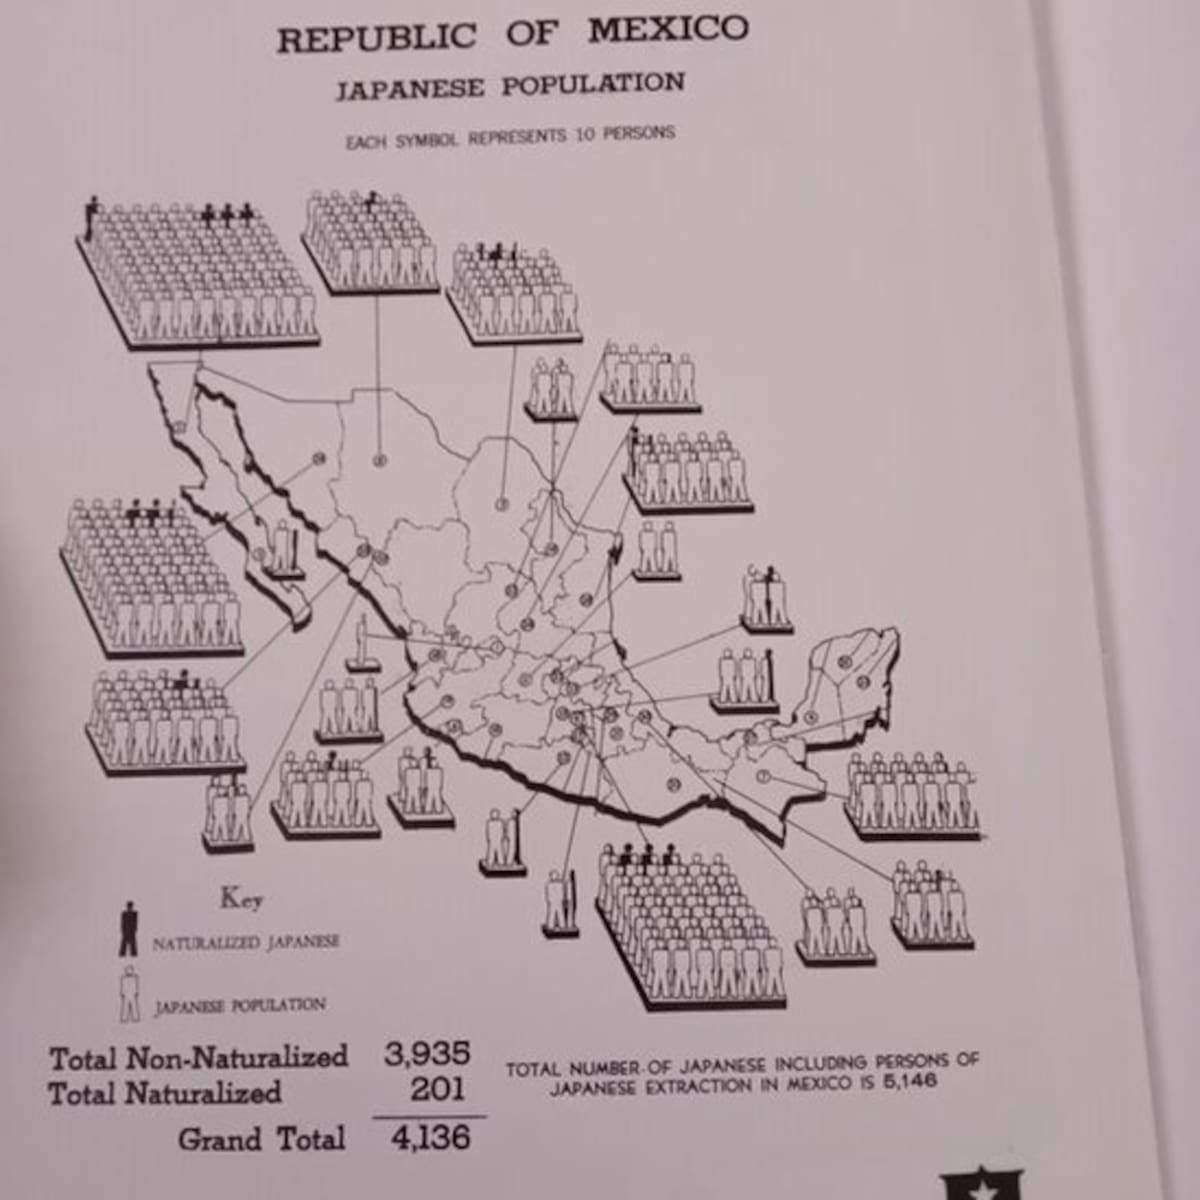 REPUBLIC OF MEXICO
JAPANESE POPULATION
EACH SYMBOL REPRESENTS 10 PERSONS
Key
NATURALIZED JAPANESE
JAPANESE POPULATION
Total Non-Naturalized 3,935
Total Naturalized 201
Grand Total 4,136
TOTAL NUMBER OF JAPANESE INCLUDING PERSONS OF
JAPANESE EXTRACTION IN MEXICO IS 5,146